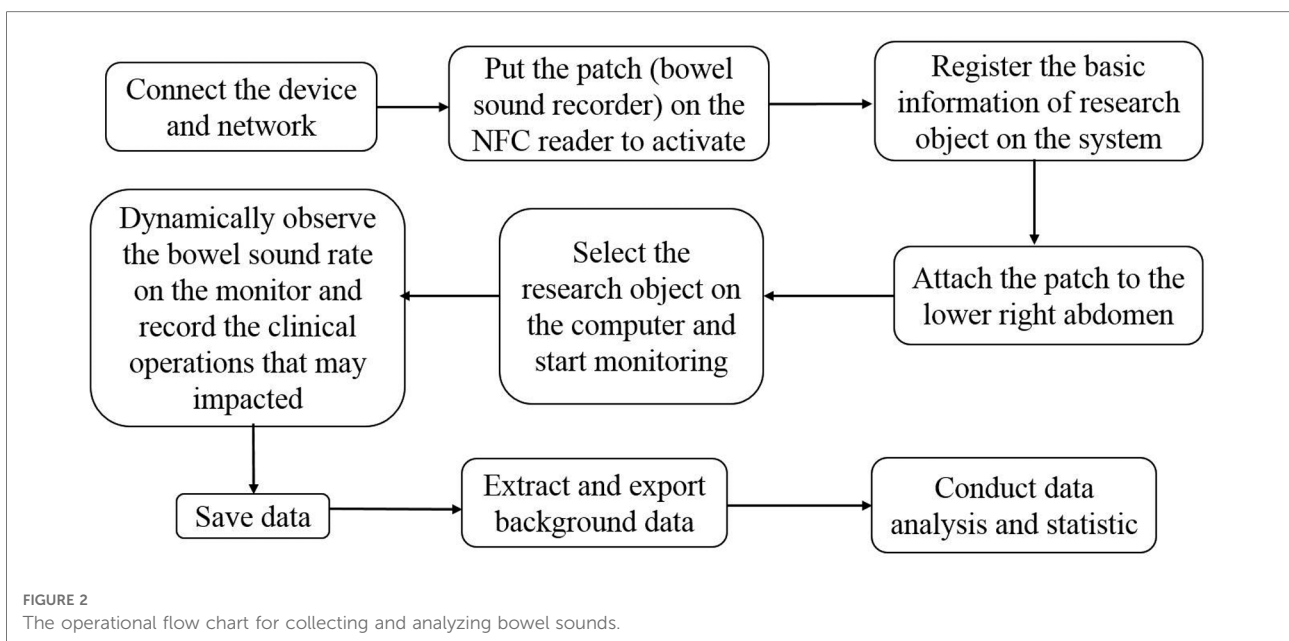 Connect the device
and network
Put the patch (bowel
sound recorder) on the
NFC reader to activate
Register the basic
information of research
object on the system
Attach the patch to the
lower right abdomen
Select the
research object on
the computer and
start monitoring
Dynamically observe
the bowel sound rate
on the monitor and
record the clinical
operations that may
impacted
Save data
Extract and export
background data
Conduct data
analysis and statistic
FIGURE 2
The operational flow chart for collecting and analyzing bowel sounds.